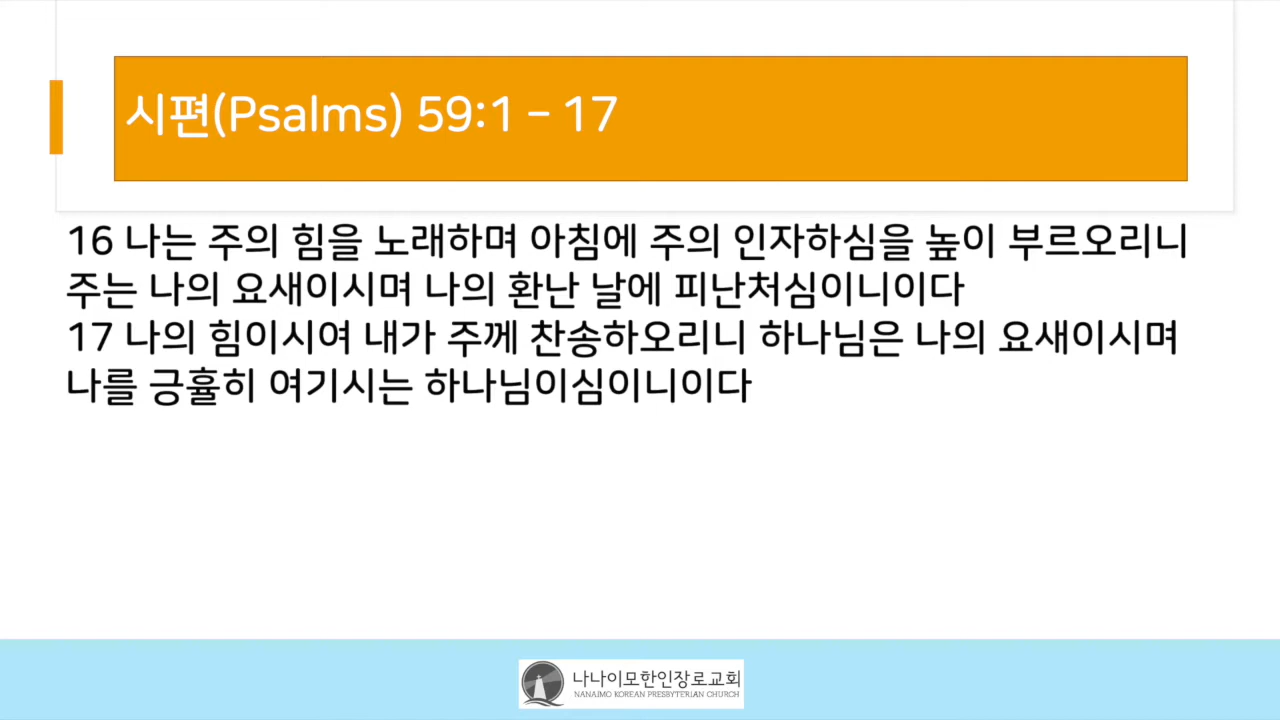 시편(Psalms) 59:1 – 17
16 나는 주의 힘을 노래하며 아침에 주의 인자하심을 높이 부르오리니
주는 나의 요새이시며 나의 환난 날에 피난처심이니이다
17 나의 힘이시여 내가 주께 찬송하오리니 하나님은 나의 요새이시며
나를 긍휼히 여기시는 하나님이심이니이다
나나이모한인장로교회
NANAIMO KOREAN PRESBYTERIAN CHURCH